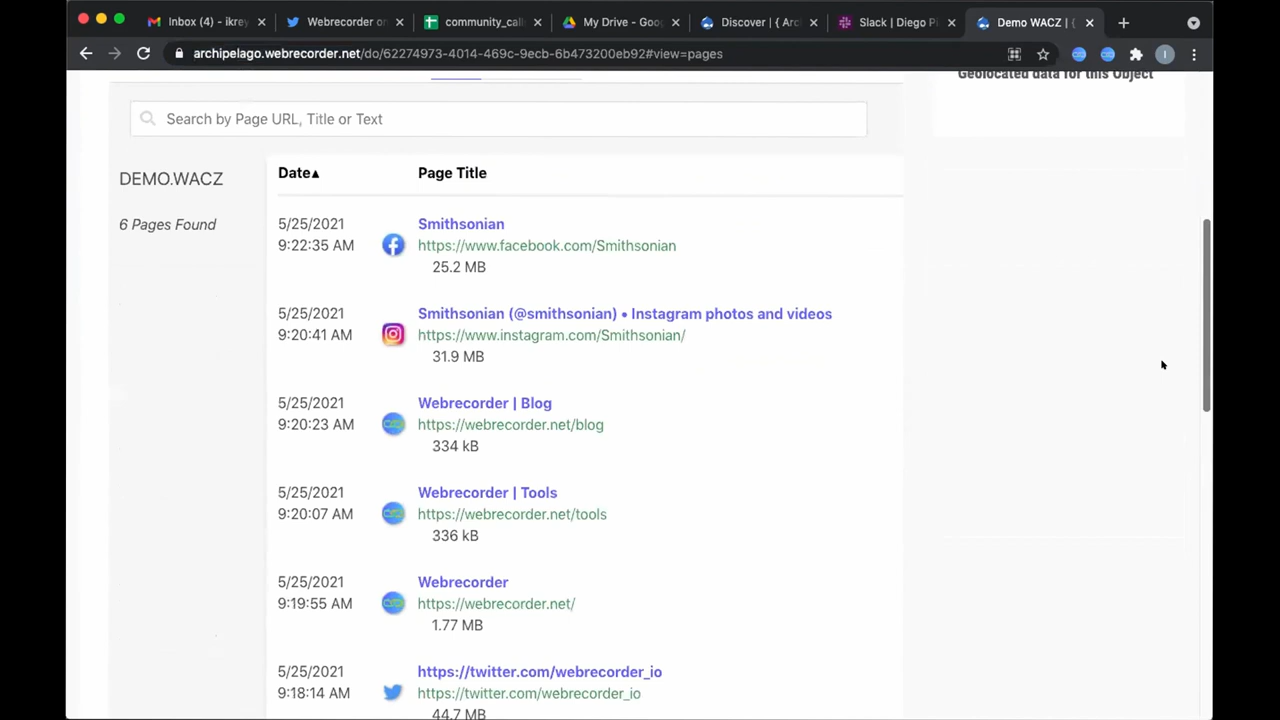 Inbox (4) - ikrey
Webrecorder on
community_call
My Drive - Goo
Discover | { Arc
Slack | Diego Pi
Demo WACZ | {
archipelago.webrecorder.net/do/62274973-4014-469c-9ecb-6b473200eb92#view=pages
I
Geolocated data for this Object
Search by Page URL, Title or Text
DEMO.WACZ
6 Pages Found
Date▲ Page Title
5/25/2021 Smithsonian
9:22:35 AM https://www.facebook.com/Smithsonian
25.2 MB
5/25/2021 Smithsonian (@smithsonian) • Instagram photos and videos
9:20:41 AM https://www.instagram.com/Smithsonian/
31.9 MB
5/25/2021 Webrecorder | Blog
9:20:23 AM https://webrecorder.net/blog
334 kB
5/25/2021 Webrecorder | Tools
9:20:07 AM https://webrecorder.net/tools
336 kB
5/25/2021 Webrecorder
9:19:55 AM https://webrecorder.net/
1.77 MB
5/25/2021 https://twitter.com/webrecorder_io
9:18:14 AM https://twitter.com/webrecorder_io
44.7 MB